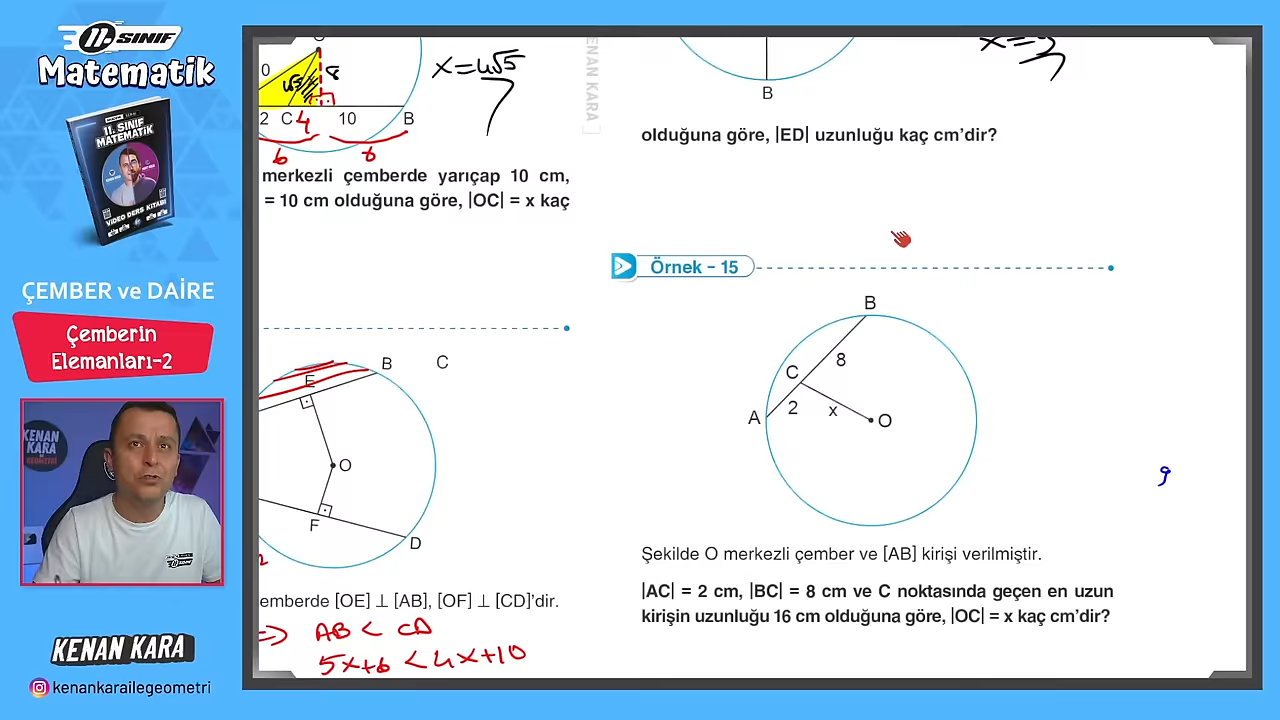 11. SINIF
Matematik
11. SINIF
MATEMATİK
VİDEO DERS KİTABI
ÇEMBER ve DAİRE
Çemberin
Elemanları-2
KENAN
KARA
GEOMETRİ
KENAN KARA
kenankarailegeometri
0
8
x=4√5
2 C 4 10 B
6 6
merkezli çemberde yarıçap 10 cm,
= 10 cm olduğuna göre, |OC| = x kaç
E B C
O
F D
emberde [OE] ⊥ [AB], [OF] ⊥ [CD]'dir.
=> AB < CD
5x+6 < 4x+10
KENAN KARA
B
olduğuna göre, |ED| uzunluğu kaç cm'dir?
Örnek - 15
B
8
C
A 2 x O
Şekilde O merkezli çember ve [AB] kirişi verilmiştir.
|AC| = 2 cm, |BC| = 8 cm ve C noktasında geçen en uzun
kirişin uzunluğu 16 cm olduğuna göre, |OC| = x kaç cm'dir?